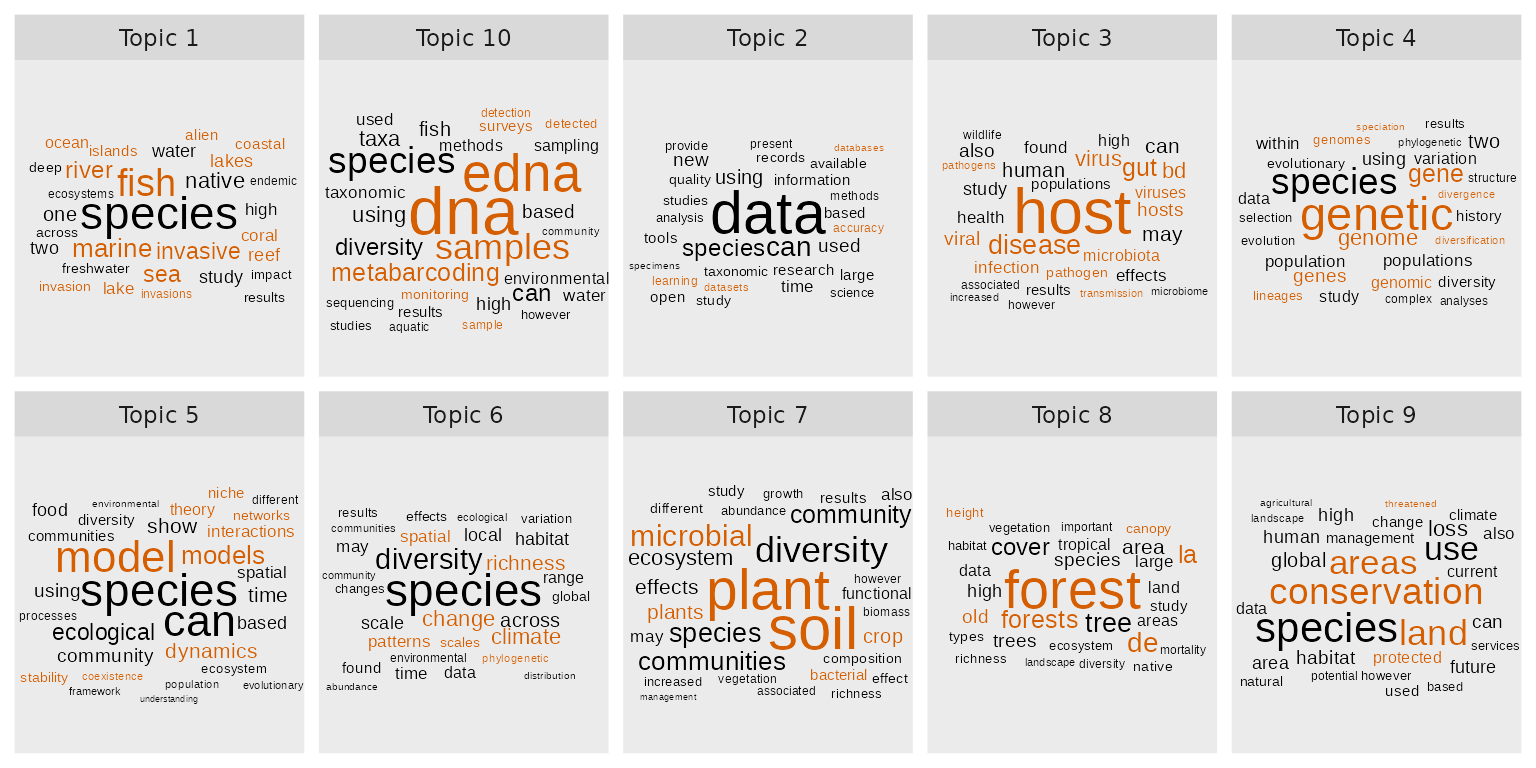 Topic 1
alien
ocean
islands
coastal
water
lakes
deep
river
fish
native
endemic
ecosystems
one
species
high
across
coral
two
marine
invasive
reef
freshwater
sea
study
impact
invasion
lake
invasions
results
Topic 10
detection
used
surveys
detected
taxa
fish
methods
sampling
species
edna
taxonomic
dna
using
based
community
diversity
samples
metabarcoding
environmental
monitoring
can
water
sequencing
high
results
however
studies
aquatic
sample
Topic 2
provide
present
databases
new
records
available
quality
using
information
studies
methods
data
based
analysis
accuracy
tools
species
can
used
specimens
taxonomic
research
large
learning
datasets
time
open
study
science
Topic 3
wildlife
high
also
found
can
virus
pathogens
human
gut
bd
study
populations
viruses
host
hosts
health
viral
disease
may
microbiota
infection
pathogen
effects
associated
results
transmission
microbiome
increased
however
Topic 4
speciation
results
within
genomes
phylogenetic
two
evolutionary
using
variation
species
gene
structure
data
divergence
selection
genetic
history
evolution
genome
diversification
population
populations
genes
genomic
diversity
lineages
study
complex
analyses
Topic 5
niche
food
environmental
theory
different
diversity
show
networks
communities
interactions
model
models
spatial
using
species
time
processes
ecological
can
based
community
dynamics
ecosystem
stability
coexistence
framework
population
evolutionary
understanding
Topic 6
results
effects
ecological
variation
communities
spatial
local
habitat
may
diversity
richness
community
range
changes
species
global
scale
change
across
patterns
scales
climate
environmental
phylogenetic
found
time
data
distribution
abundance
Topic 7
study
growth
results
also
different
abundance
community
microbial
ecosystem
diversity
effects
plant
however
functional
plants
biomass
may
species
soil
crop
communities
composition
increased
vegetation
bacterial
effect
management
associated
richness
Topic 8
height
vegetation
important
canopy
habitat
cover
tropical
area
species
large
la
data
high
forest
land
study
old
forests
tree
areas
types
trees
ecosystem
de
mortality
richness
landscape
diversity
native
Topic 9
agricultural
threatened
landscape
high
change
climate
human
management
loss
also
global
areas
use
current
conservation
data
species
land
can
area
habitat
protected
services
future
natural
potential
however
used
based